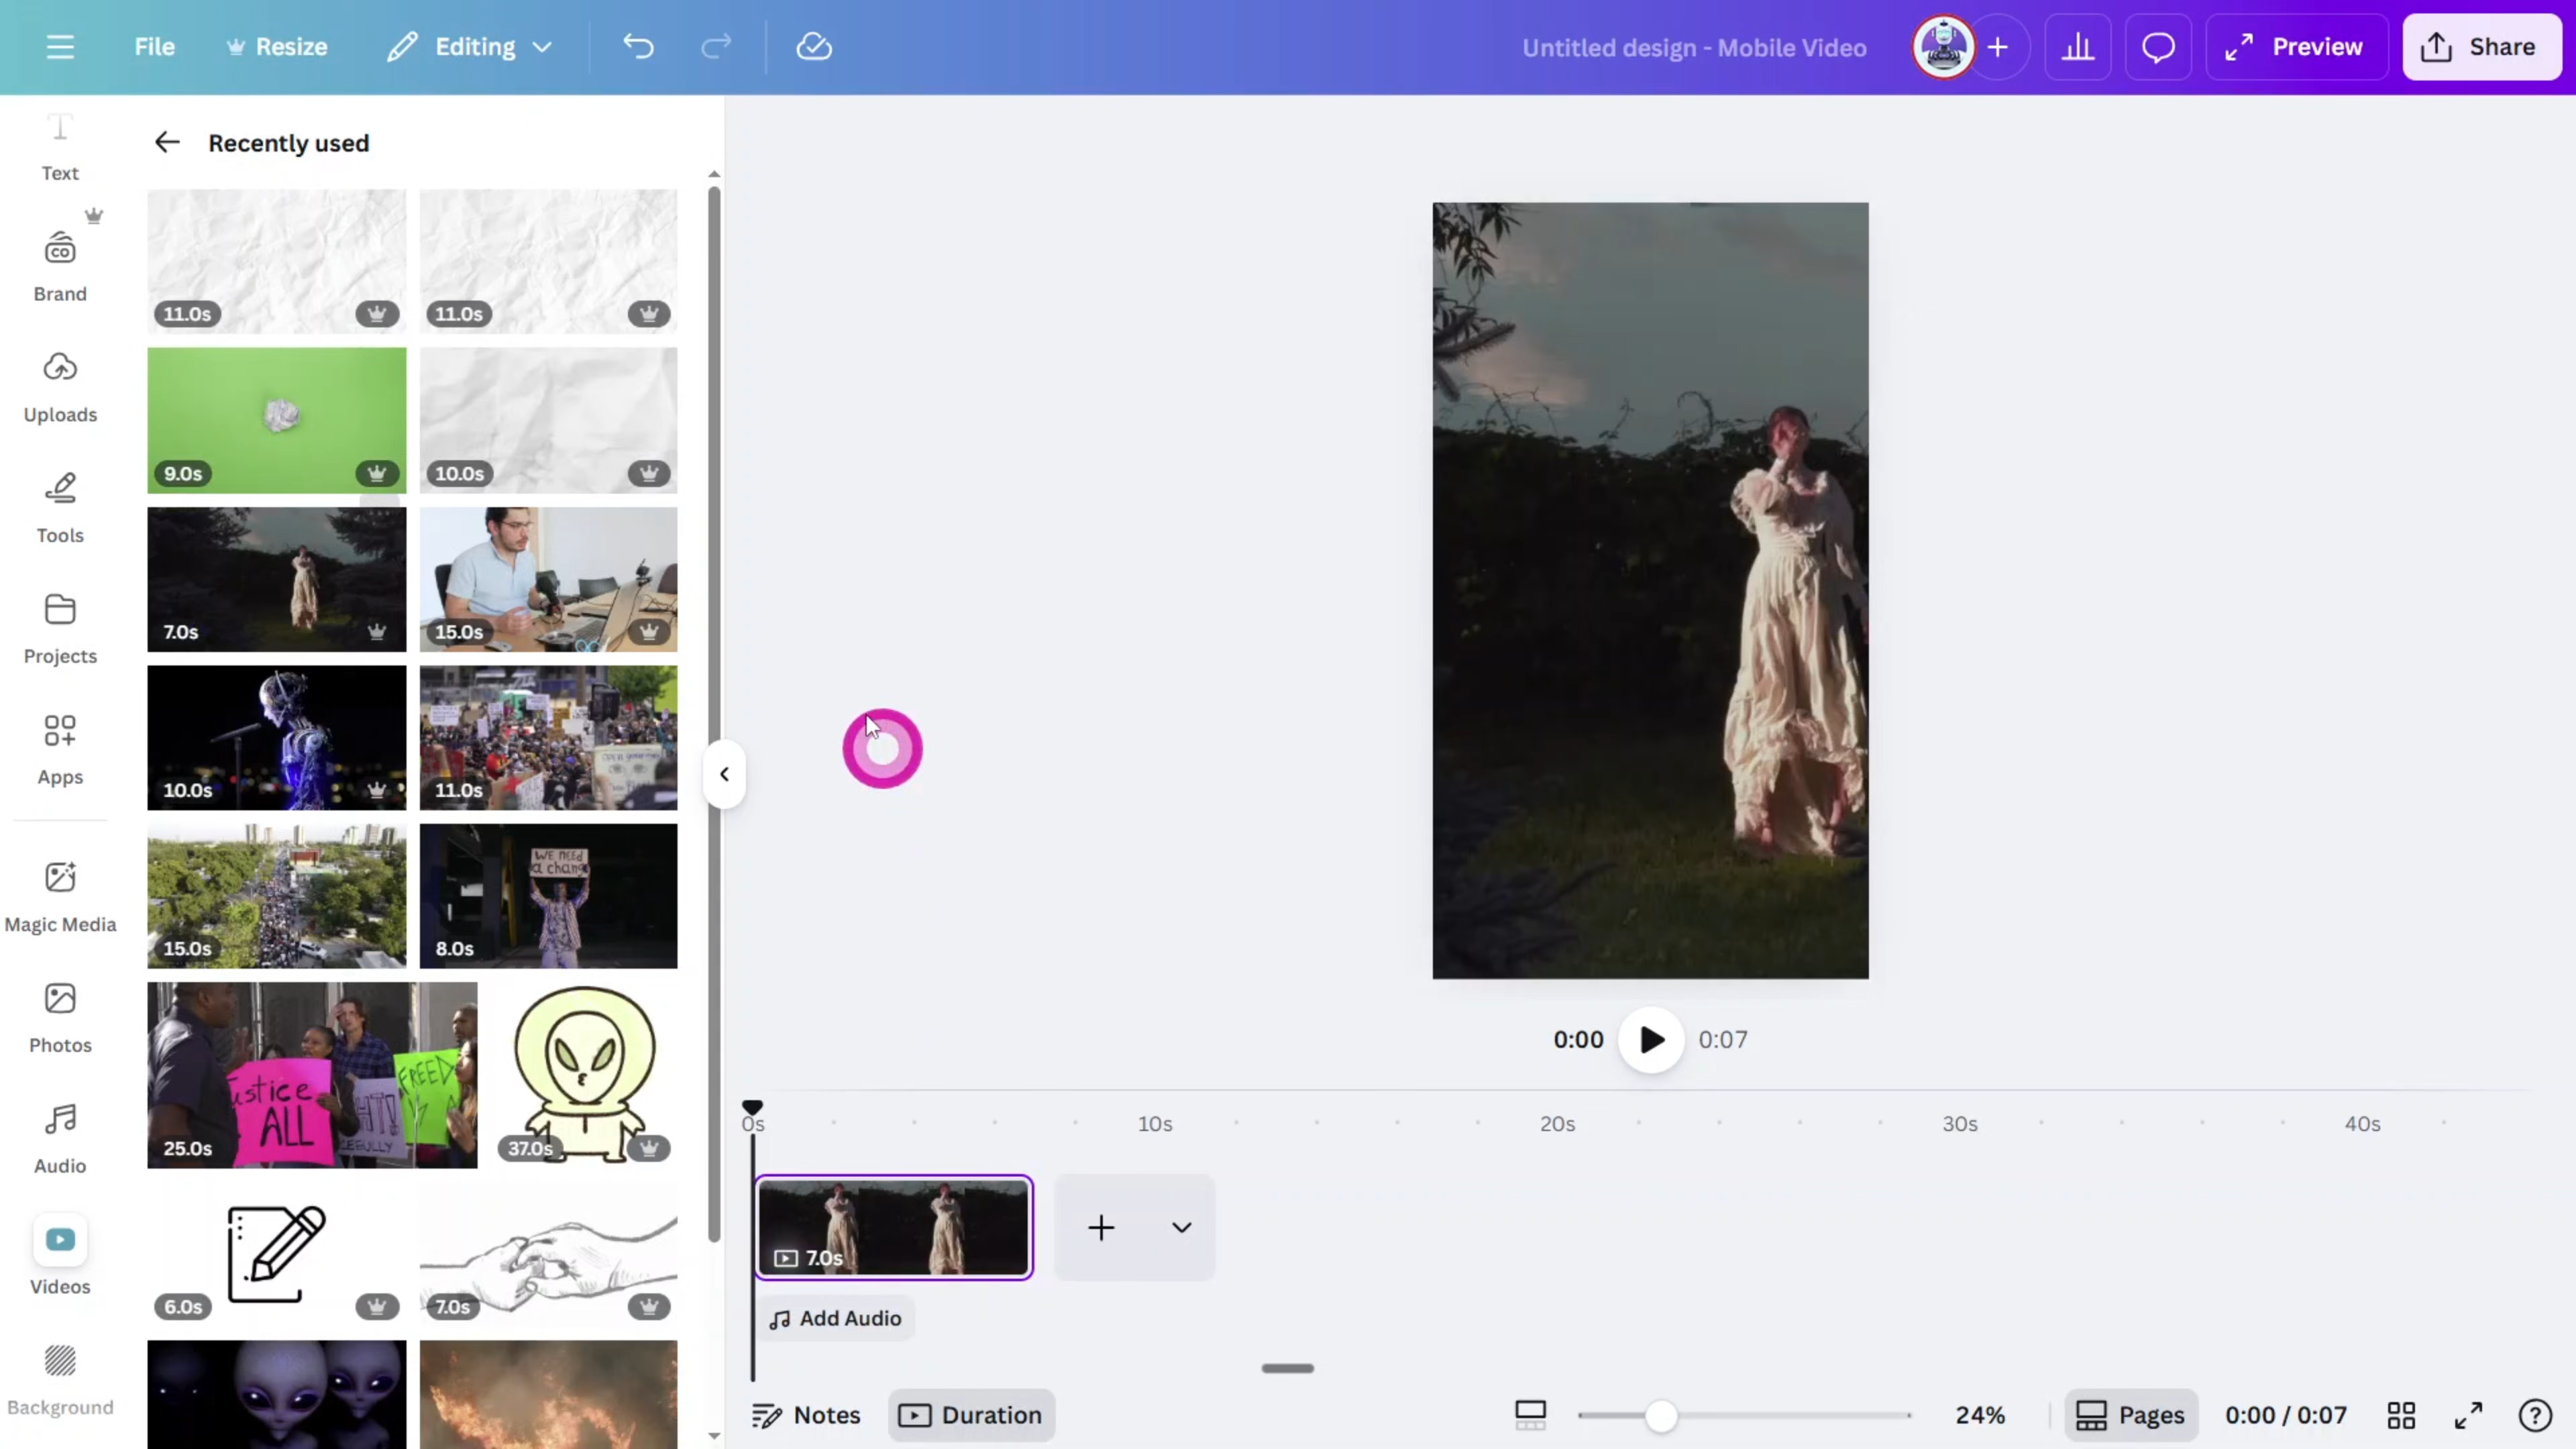 File
Resize
Editing
Untitled design - Mobile Video
Preview
Share
Text
Brand
Uploads
Tools
Projects
Apps
Magic Media
Photos
Audio
Videos
Background
Recently used
11.0s
11.0s
9.0s
10.0s
7.0s
15.0s
10.0s
11.0s
15.0s
WE NEED
a change
8.0s
25.0s
Justice
ALL
FREED
37.0s
6.0s
7.0s
0:00
0:07
0s
10s
20s
30s
40s
7.0s
Add Audio
Notes
Duration
24%
Pages
0:00 / 0:07